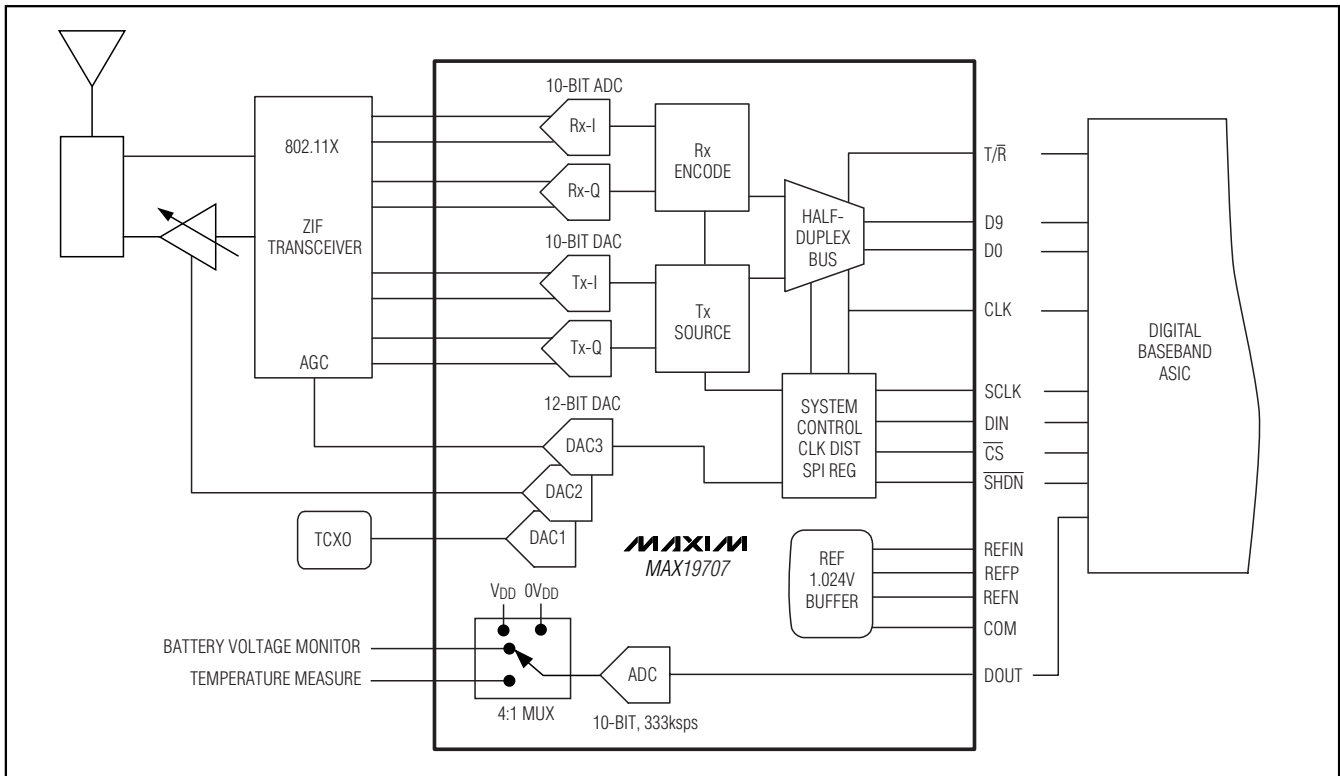 10-BIT ADC
802.11X
ZIF
TRANSCEIVER
AGC
Rx-I
Rx-Q
10-BIT DAC
Tx-I
Tx-Q
Rx
ENCODE
Tx
SOURCE
HALF-
DUPLEX
BUS
T/R̅
D9
D0
CLK
DIGITAL
BASEBAND
ASIC
12-BIT DAC
DAC3
DAC2
DAC1
TCXO
SYSTEM
CONTROL
CLK DIST
SPI REG
SCLK
DIN
C̅S̅
S̅H̅D̅N̅
MAXIM
MAX19707
REF
1.024V
BUFFER
REFIN
REFP
REFN
COM
VDD 0VDD
BATTERY VOLTAGE MONITOR
TEMPERATURE MEASURE
4:1 MUX
ADC
10-BIT, 333ksps
DOUT